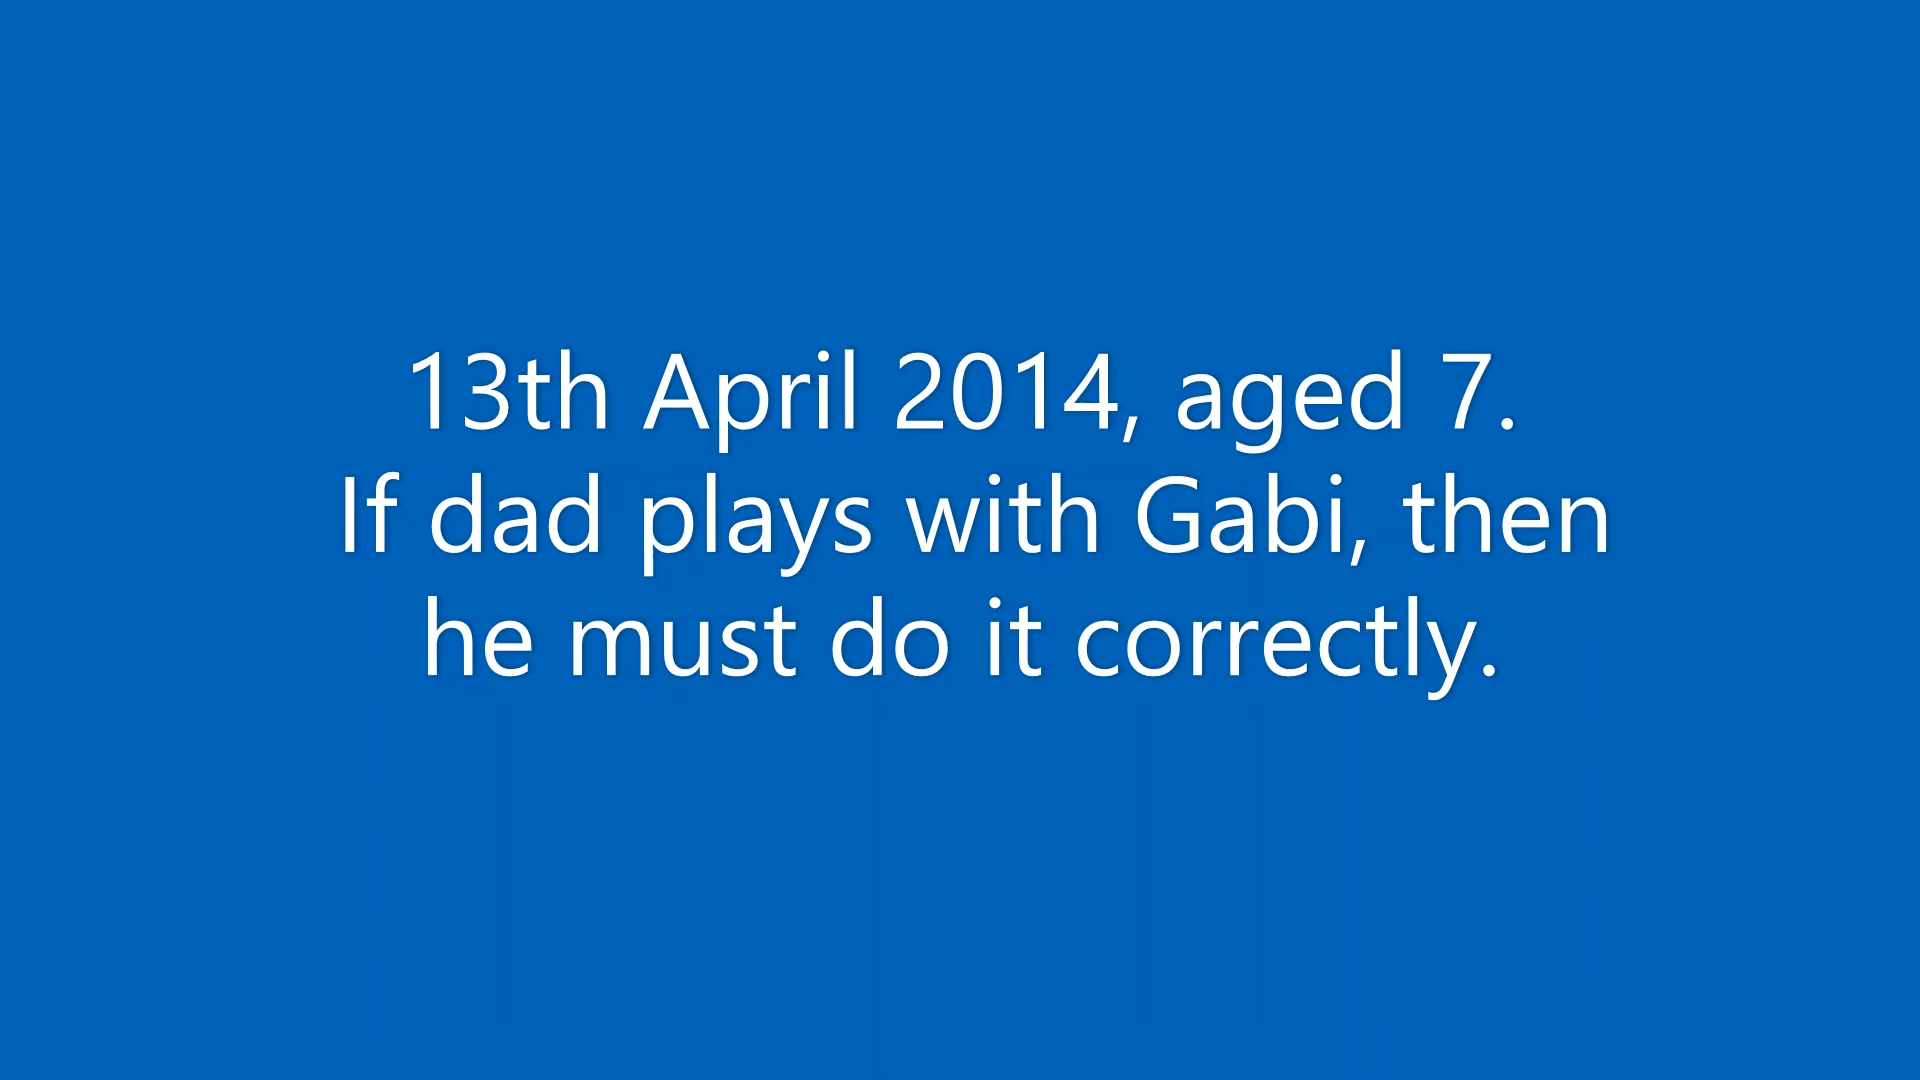 13th April 2014, aged 7.
If dad plays with Gabi, then
he must do it correctly.